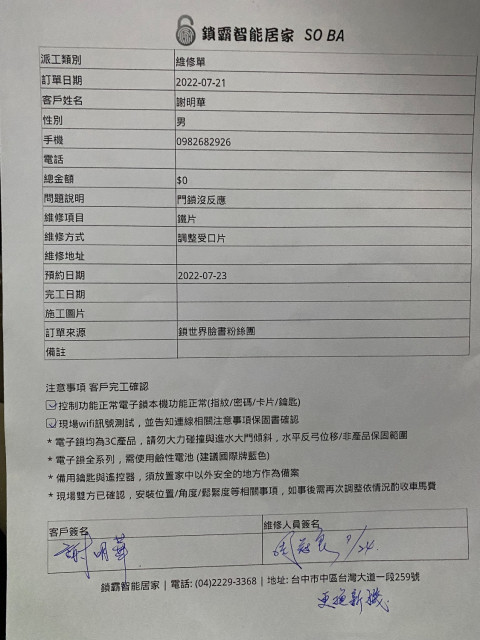 鎖霸智能居家 SO BA
派工類別 維修單
訂單日期 2022-07-21
客戶姓名 謝明華
性別 男
手機 0982682926
電話
總金額 $0
問題說明 門鎖沒反應
維修項目 鐵片
維修方式 調整受口片
維修地址
預約日期 2022-07-23
完工日期
施工圖片
訂單來源 鎖世界臉書粉絲團
備註
注意事項 客戶完工確認
控制功能正常電子鎖本機功能正常(指紋/密碼/卡片/鑰匙)
現場wifi訊號測試，並告知連線相關注意事項保固書確認
* 電子鎖均為3C產品，請勿大力碰撞與進水大門傾斜，水平反弓位移/非產品保固範圍
* 電子鎖全系列，需使用鹼性電池 (建議國際牌藍色)
* 備用鑰匙與遙控器，須放置家中以外安全的地方作為備案
* 現場雙方已確認，安裝位置/角度/鬆緊度等相關事項，如事後需再次調整依情況酌收車馬費
客戶簽名 維修人員簽名
謝明華 7/24
鎖霸智能居家 | 電話: (04)2229-3368 | 地址: 台中市中區台灣大道一段259號
更換新機